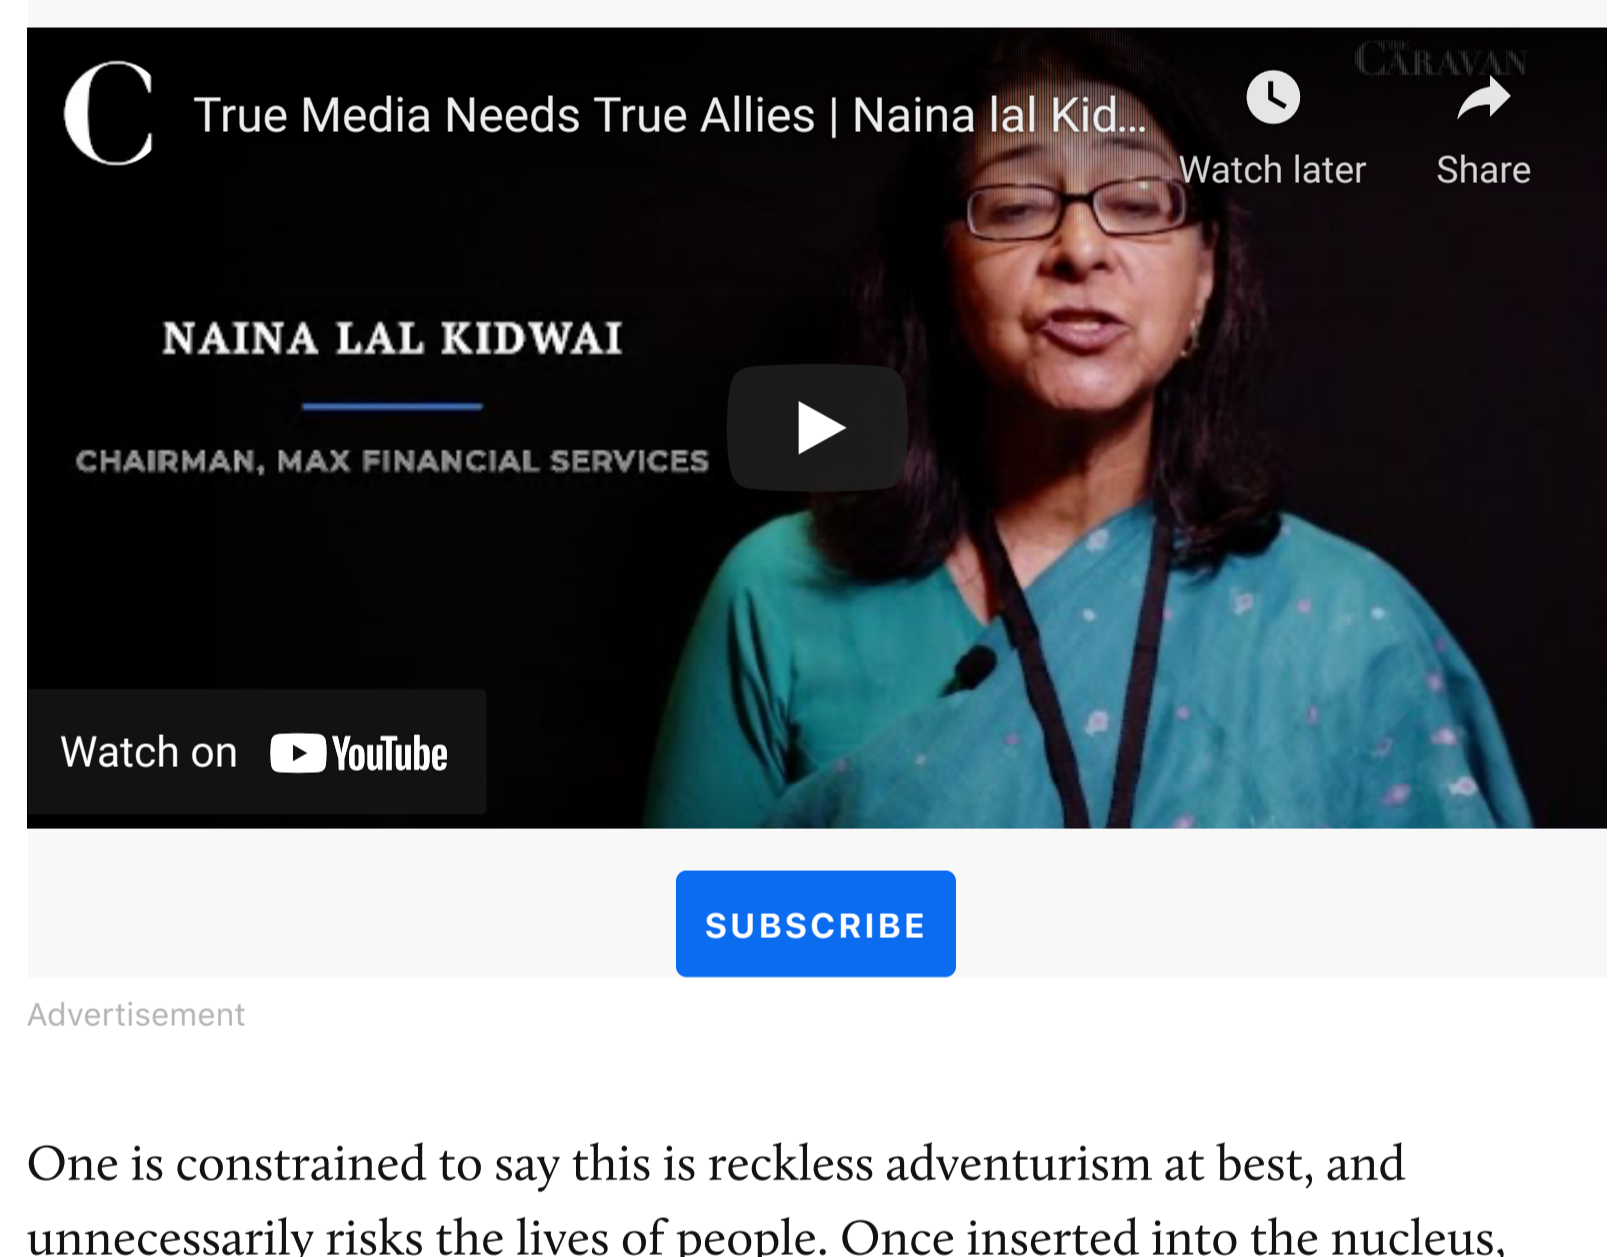 C True Media Needs True Allies | Naina lal Kid...
THE CARAVAN
Watch later
Share
NAINA LAL KIDWAI
CHAIRMAN, MAX FINANCIAL SERVICES
Watch on YouTube
SUBSCRIBE
Advertisement
One is constrained to say this is reckless adventurism at best, and
unnecessarily risks the lives of people. Once inserted into the nucleus,